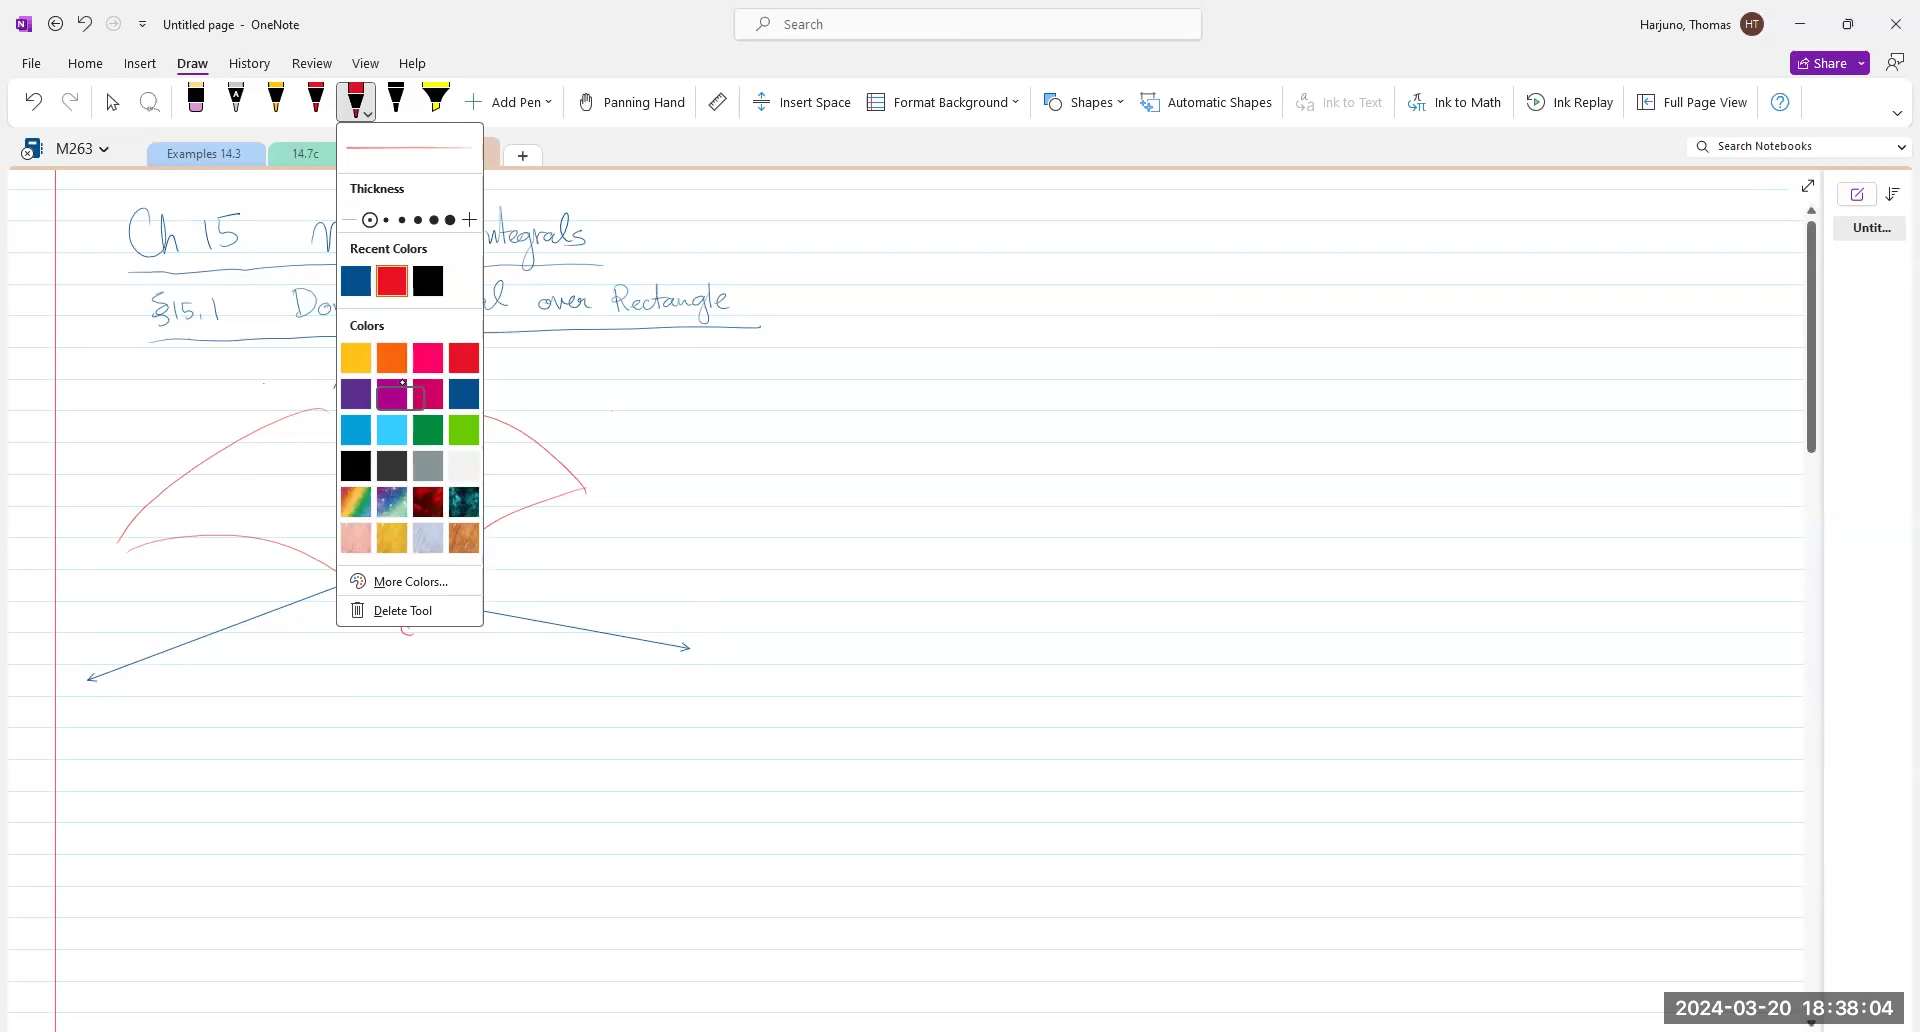 Untitled page - OneNote
Search
Harjuno, Thomas
HT
File
Home
Insert
Draw
History
Review
View
Help
Share
Add Pen
Panning Hand
Insert Space
Format Background
Shapes
Automatic Shapes
Ink to Text
Ink to Math
Ink Replay
Full Page View
M263
Examples 14.3
14.7c
Search Notebooks
Untit...
Thickness
Recent Colors
Colors
More Colors...
Delete Tool
Ch 15 ntegrals
§15.1 Do l over Rectangle
2024-03-20 18:38:04